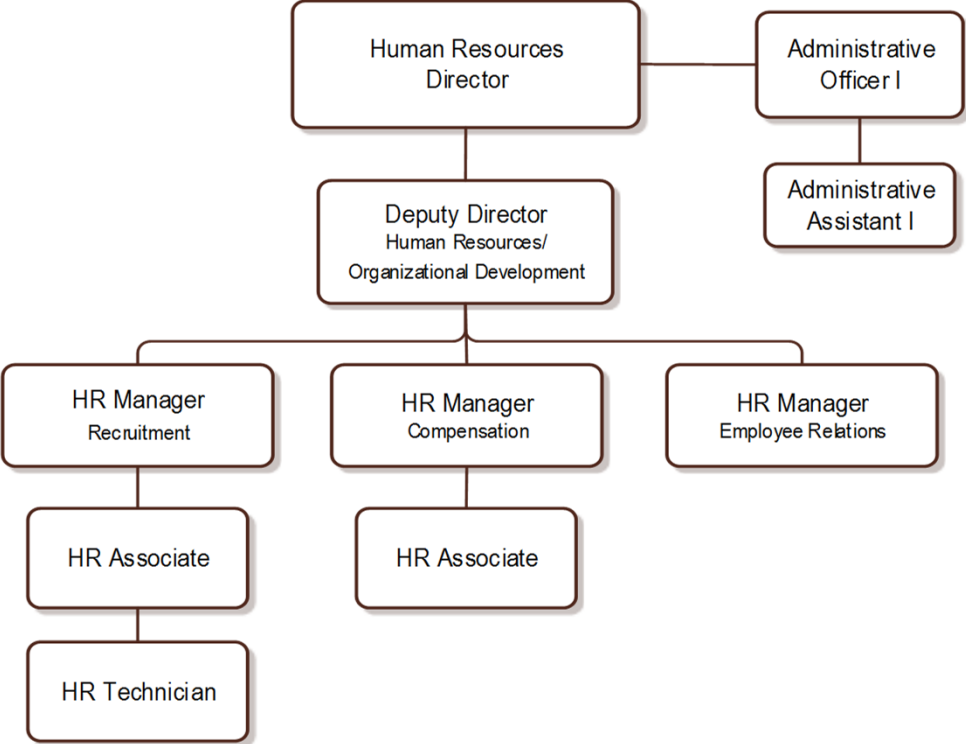 Human Resources
Director
Administrative
Officer I
Administrative
Assistant I
Deputy Director
Human Resources/
Organizational Development
HR Manager
Recruitment
HR Manager
Compensation
HR Manager
Employee Relations
HR Associate
HR Associate
HR Technician